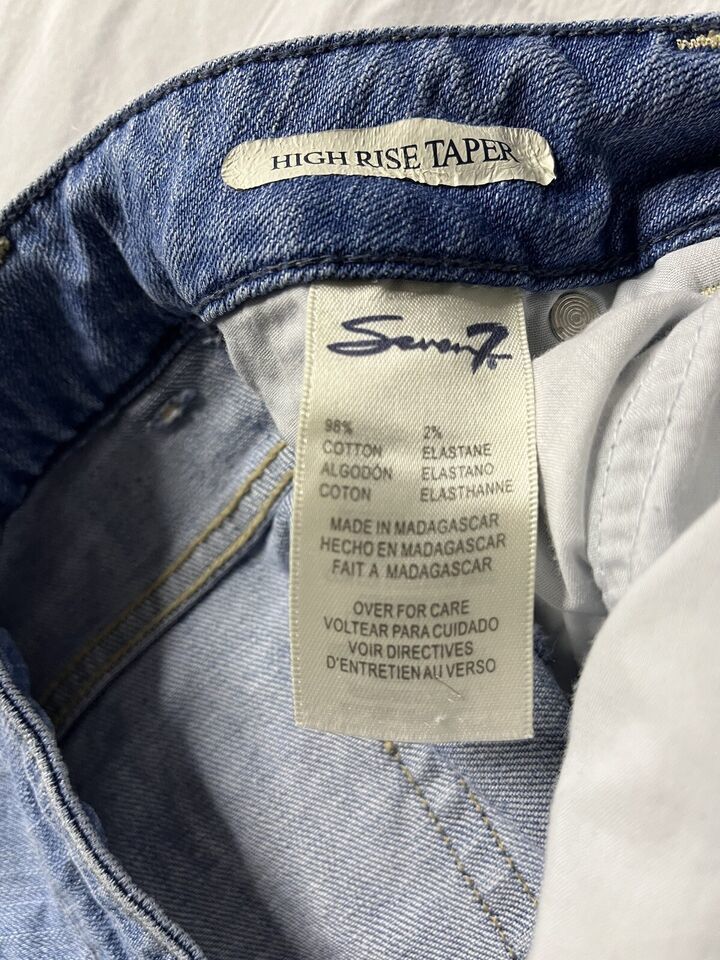 HIGH RISE TAPER
Seven7
98% 2%
COTTON ELASTANE
ALGODÓN ELASTANO
COTON ELASTHANNE
MADE IN MADAGASCAR
HECHO EN MADAGASCAR
FAIT A MADAGASCAR
OVER FOR CARE
VOLTEAR PARA CUIDADO
VOIR DIRECTIVES
D'ENTRETIEN AU VERSO